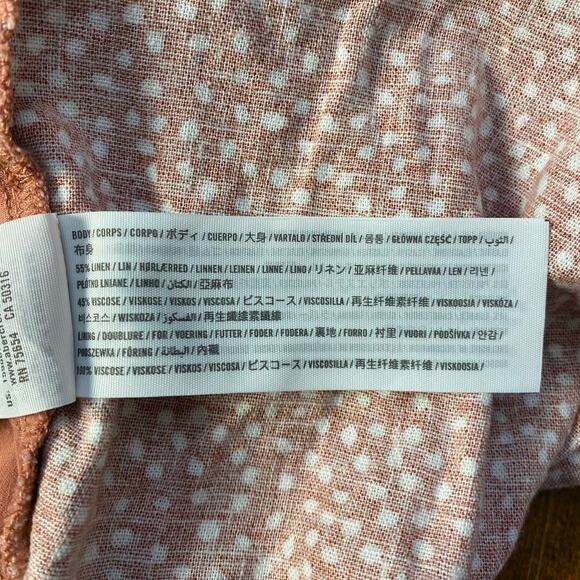 BODY / CORPS / CORPO / ボディ / CUERPO / 大身 / VARTALO / STŘEDNÍ DÍL / 몸통 / GŁÓWNA CZĘŚĆ / TOPP / الثوب /
布身
55% LINEN / LIN / HØRLÆRRED / LINNEN / LEINEN / LINNE / LINO / リネン / 亚麻纤维 / PELLAVAA / LEN / 리넨 /
PŁÓTNO LNIANE / LINHO / الكتان / 亞麻布
45% VISCOSE / VISKOSE / VISKOS / VISCOSA / ビスコース / VISCOSILLA / 再生纤维素纤维 / VISKOOSIA / VISKÓZA /
비스코스 / WISKOZA / الفسكوز / 再生纖維素纖維
LINING / DOUBLURE / FOR / VOERING / FUTTER / FODER / FODERA / 裏地 / FORRO / 衬里 / VUORI / PODŠÍVKA / 안감 /
PODSZEWKA / FÔRING / البطانة / 內襯
100% VISCOSE / VISKOSE / VISKOS / VISCOSA / ビスコース / VISCOSILLA / 再生纤维素纤维 / VISKOOSIA /
RN 75654 CA 50316